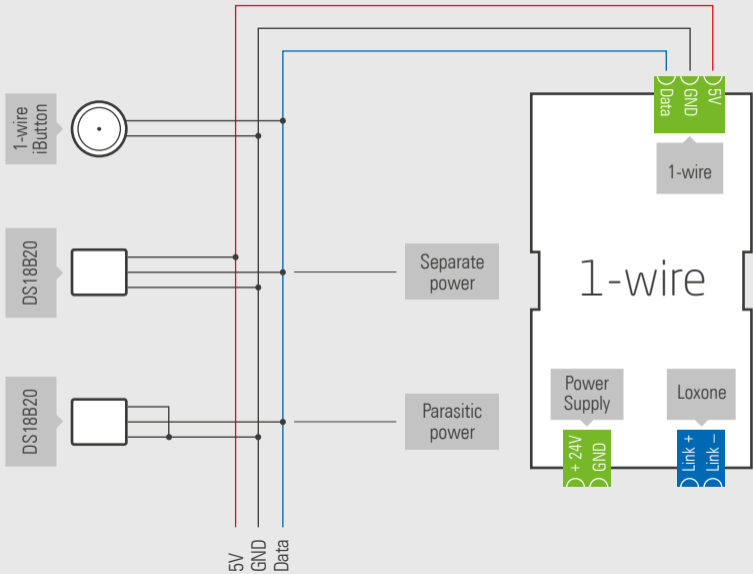 Data
GND
5V
1-wire
1-wire
iButton
1-wire
DS18B20
Separate
power
DS18B20
Parasitic
power
Power
Supply
Loxone
+ 24V
GND
Link +
Link –
5V
GND
Data